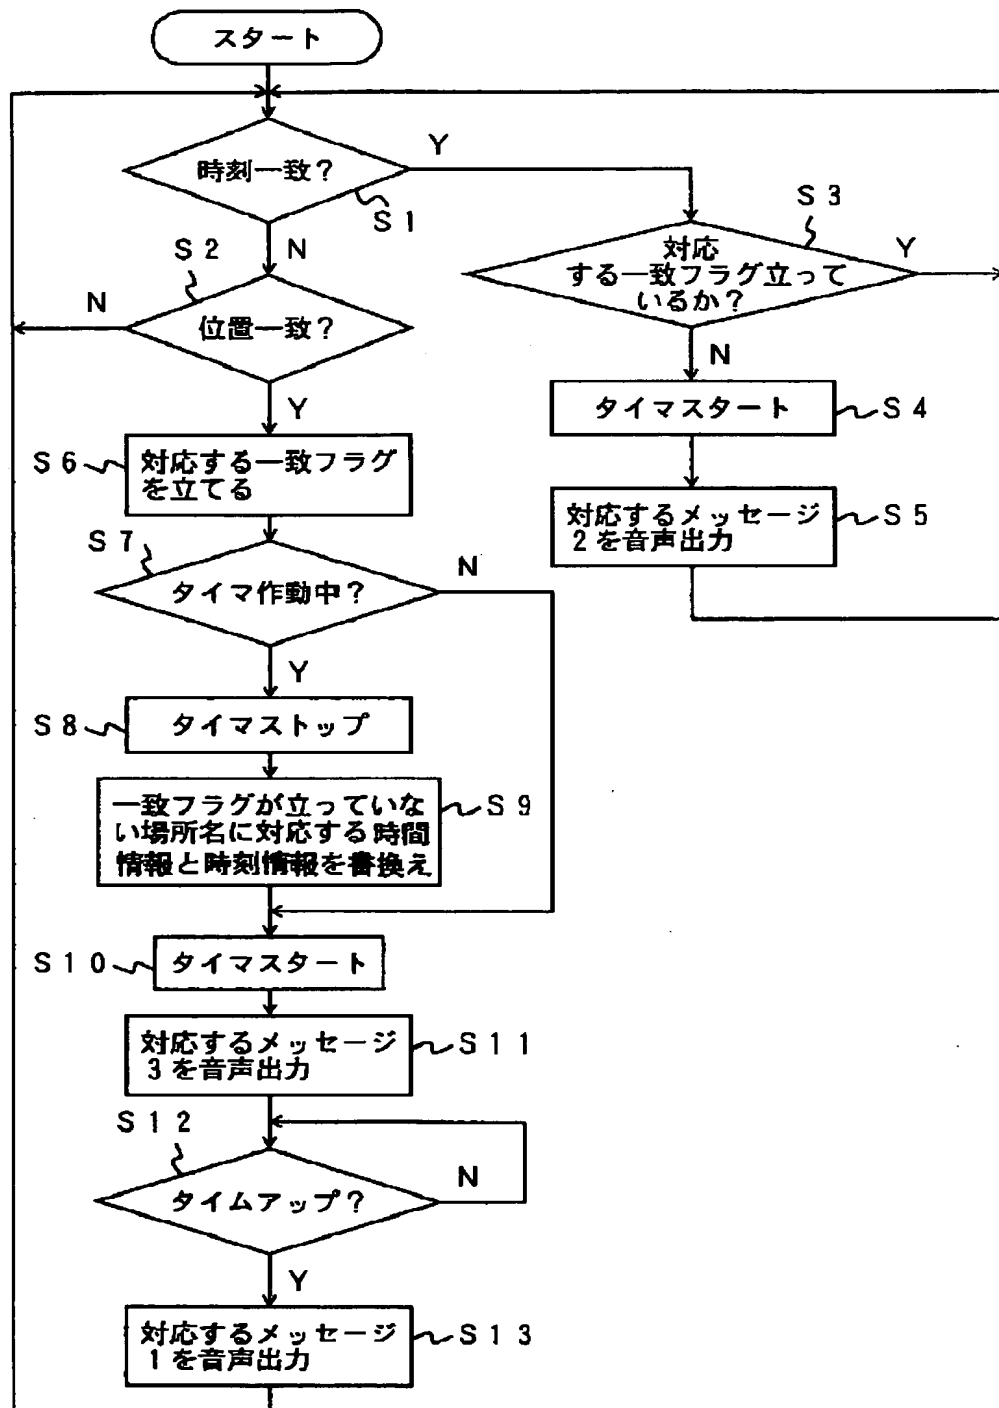 スタート
時刻一致?
Y
S1
N
S2
N
位置一致?
Y
S3
対応
する一致フラグ立って
いるか?
Y
N
タイマスタート
S4
対応するメッセージ
2を音声出力
S5
S6
対応する一致フラグ
を立てる
S7
タイマ作動中?
N
Y
S8
タイマストップ
一致フラグが立っていな
い場所名に対応する時間
情報と時刻情報を書換え
S9
S10
タイマスタート
対応するメッセージ
3を音声出力
S11
S12
タイムアップ?
N
Y
対応するメッセージ
1を音声出力
S13